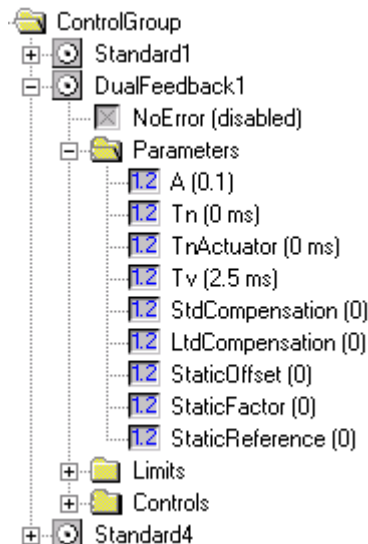 ControlGroup
Standard1
DualFeedback1
NoError (disabled)
Parameters
1.2 A (0.1)
1.2 Tn (0 ms)
1.2 TnActuator (0 ms)
1.2 Tv (2.5 ms)
1.2 StdCompensation (0)
1.2 LtdCompensation (0)
1.2 StaticOffset (0)
1.2 StaticFactor (0)
1.2 StaticReference (0)
Limits
Controls
Standard4